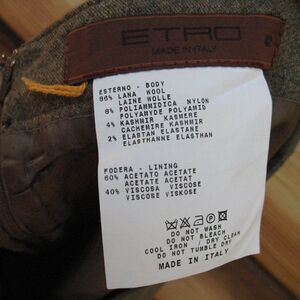 ETRO
MADE IN ITALY
ESTERNO - BODY
86% LANA WOOL
LAINE WOLLE
8% POLIAMMIDICA NYLON
POLYAMYDE POLYAMID
4% KASHMIR KASMERE
CACHEMIRE KASHMIR
2% ELASTAN ELASTANE
ELASTHANNE ELASTHAN
FODERA - LINING
60% ACETATO ACETATE
ACETATE ACETAT
40% VISCOSA VISCOSE
VISCOSE VISKOSE
DO NOT WASH
DO NOT BLEACH
COOL IRON / DRY CLEAN
DO NOT TUMBLE DRY
MADE IN ITALY